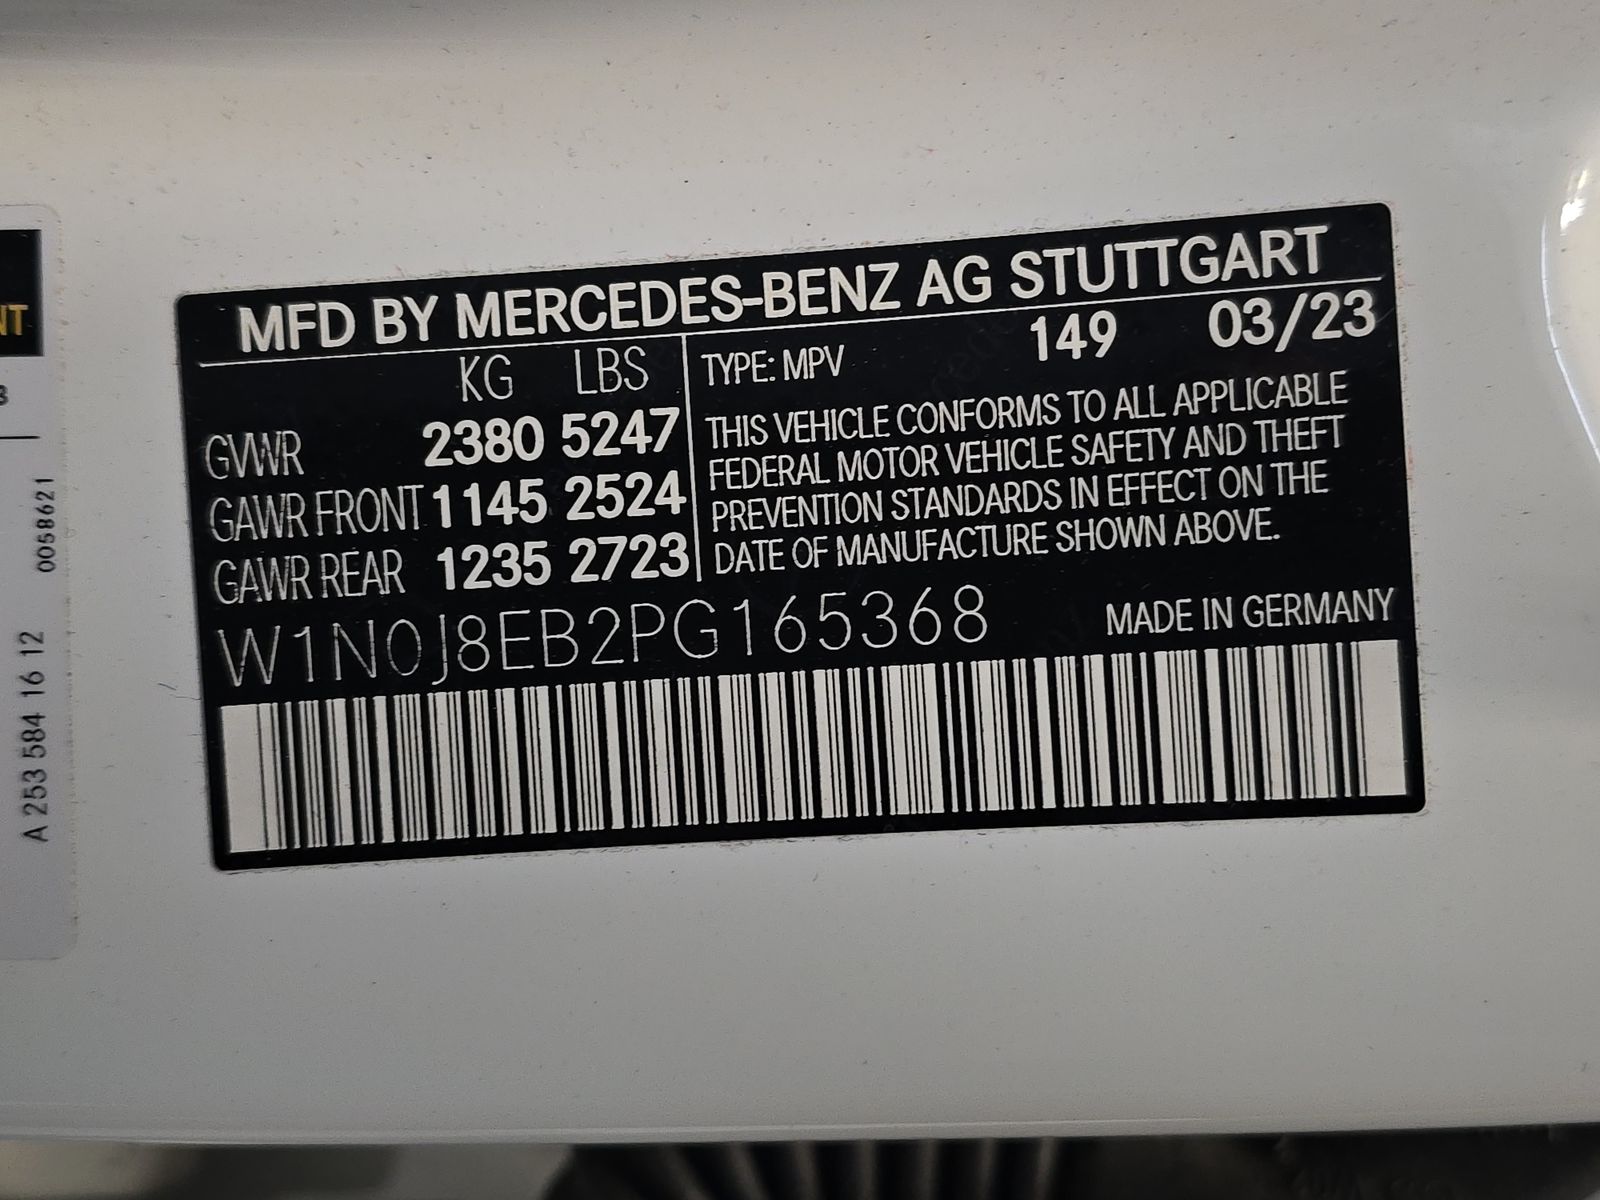 MFD BY MERCEDES-BENZ AG STUTTGART
KG LBS
GVWR 2380 5247
GAWR FRONT 1145 2524
GAWR REAR 1235 2723
TYPE: MPV 149 03/23
THIS VEHICLE CONFORMS TO ALL APPLICABLE
FEDERAL MOTOR VEHICLE SAFETY AND THEFT
PREVENTION STANDARDS IN EFFECT ON THE
DATE OF MANUFACTURE SHOWN ABOVE.
W1N0J8EB2PG165368
MADE IN GERMANY
A 253 584 16 12 0058621